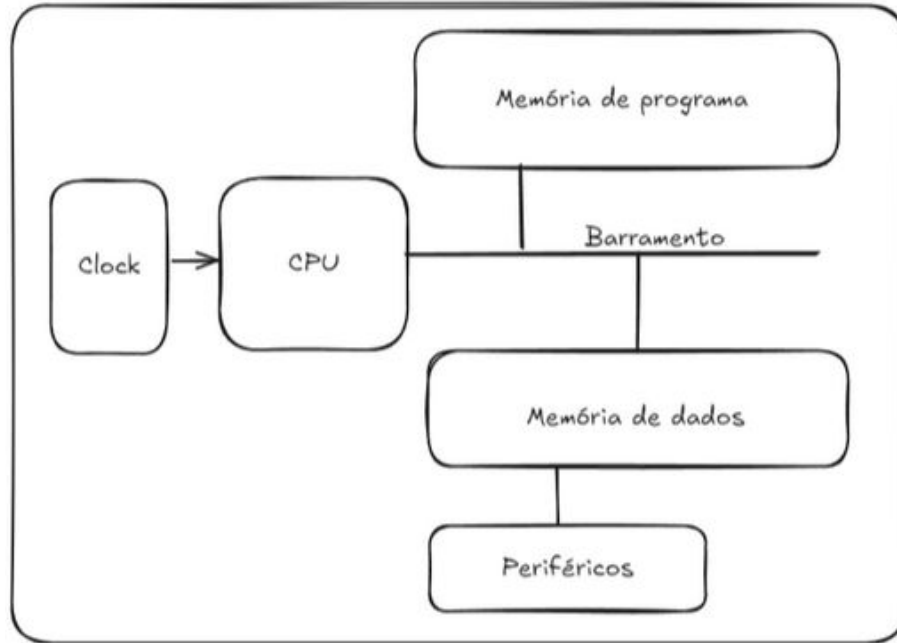 Memória de programa
Barramento
Clock
CPU
Memória de dados
Periféricos